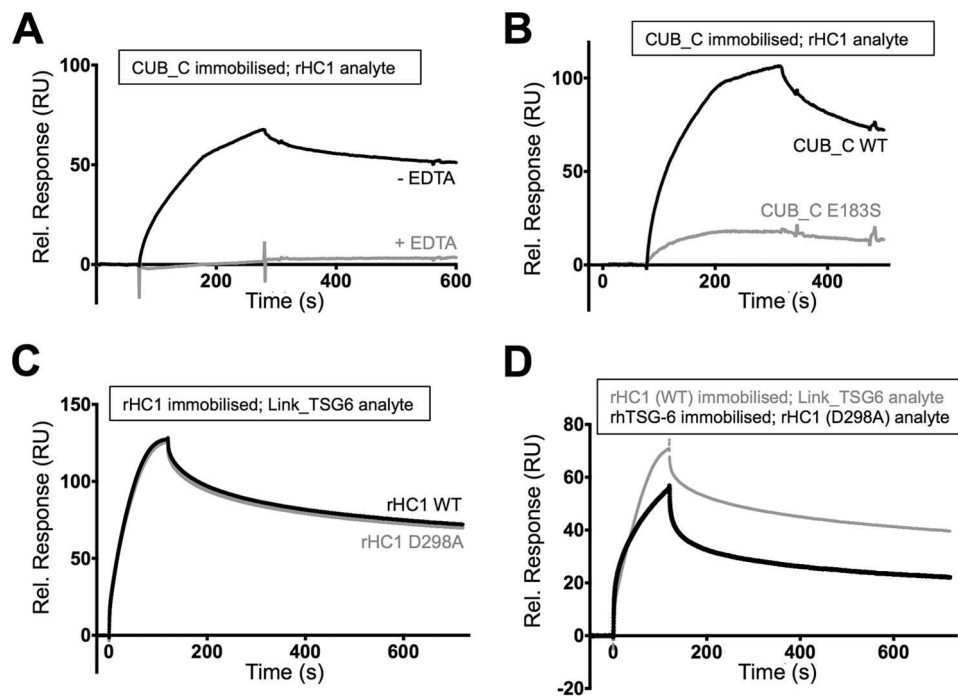 A
CUB_C immobilised; rHC1 analyte
Rel. Response (RU)
100
50
0
- EDTA
+ EDTA
200
400
600
Time (s)
B
CUB_C immobilised; rHC1 analyte
Rel. Response (RU)
100
50
0
CUB_C WT
CUB_C E183S
0
200
400
Time (s)
C
rHC1 immobilised; Link_TSG6 analyte
Rel. Response (RU)
150
100
50
0
rHC1 WT
rHC1 D298A
0
200
400
600
Time (s)
D
rHC1 (WT) immobilised; Link_TSG6 analyte
rhTSG-6 immobilised; rHC1 (D298A) analyte
Rel. Response (RU)
80
60
40
20
0
-20
0
200
400
600
Time (s)